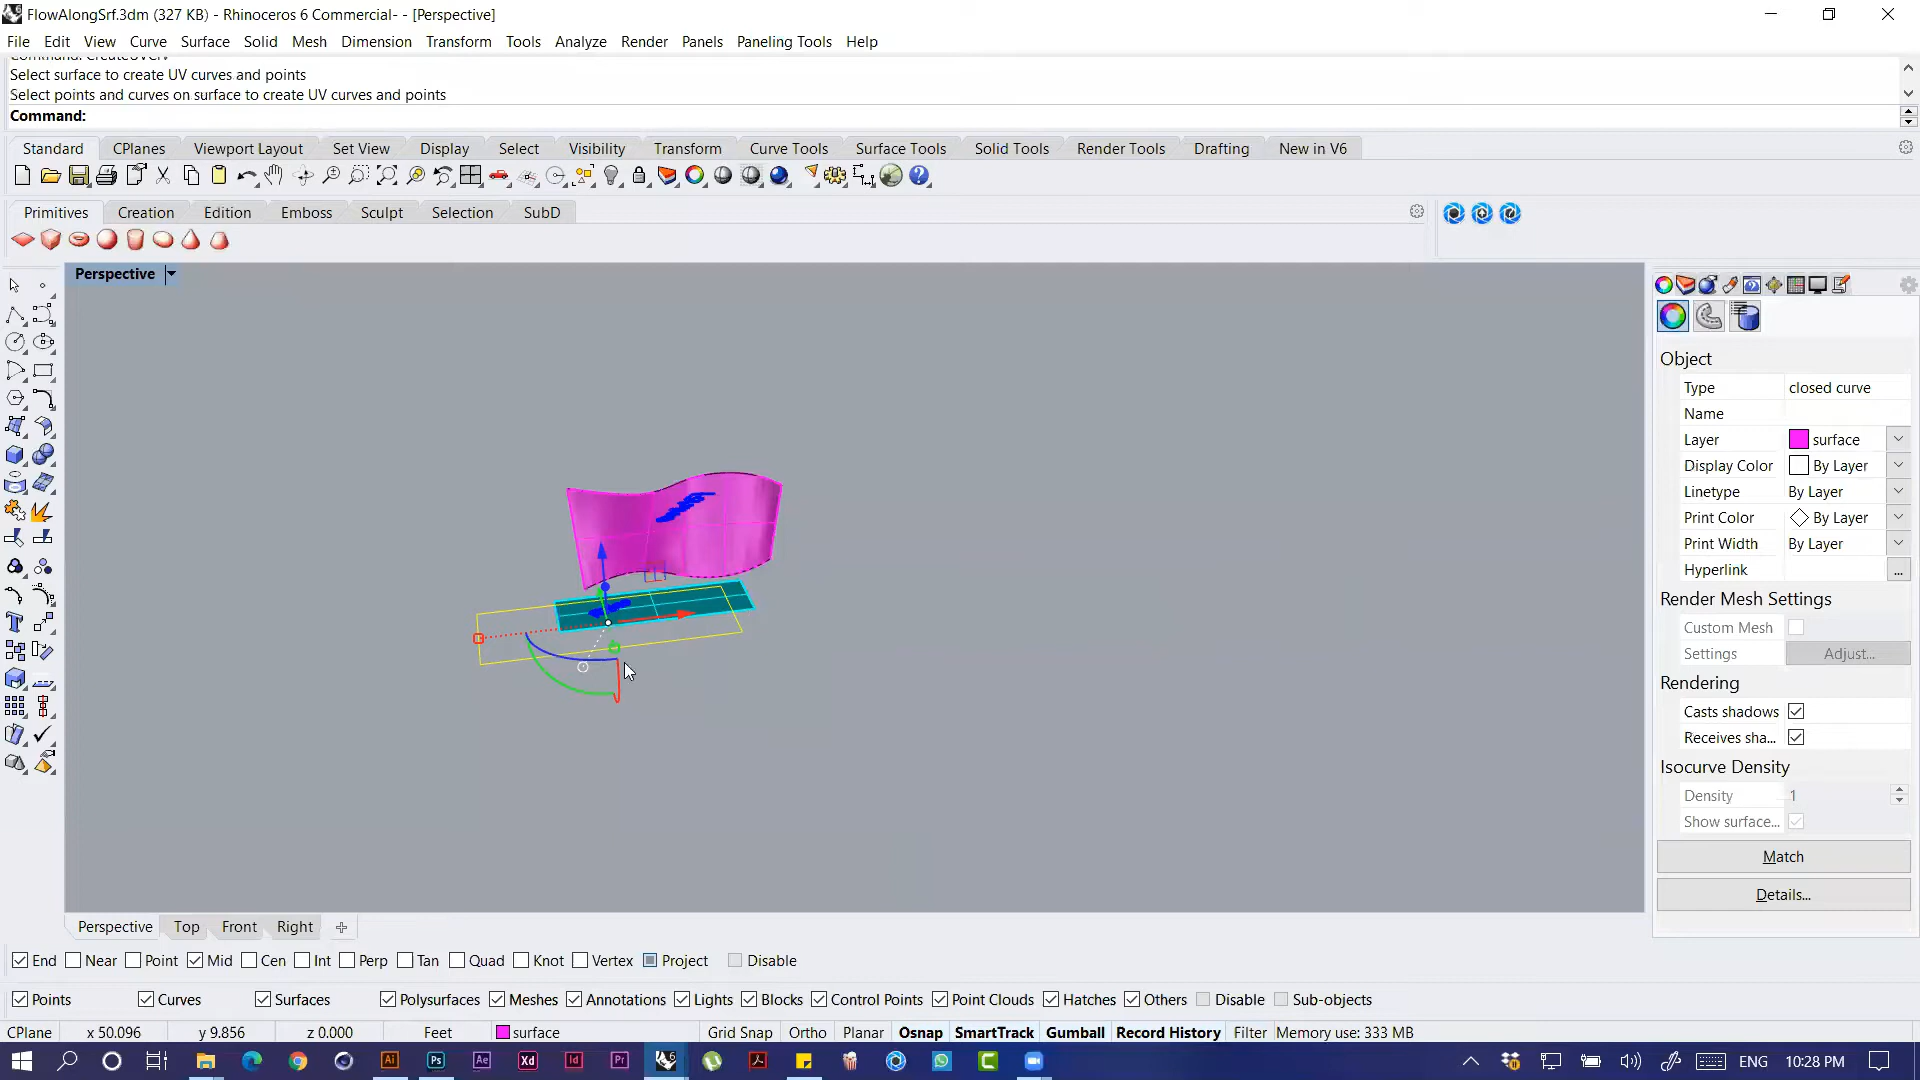 FlowAlongSrf.3dm (327 KB) - Rhinoceros 6 Commercial- - [Perspective]
File Edit View Curve Surface Solid Mesh Dimension Transform Tools Analyze Render Panels Paneling Tools Help
Select surface to create UV curves and points
Select points and curves on surface to create UV curves and points
Command:
Standard CPlanes Viewport Layout Set View Display Select Visibility Transform Curve Tools Surface Tools Solid Tools Render Tools Drafting New in V6
Primitives Creation Edition Emboss Sculpt Selection SubD
Perspective
Object
Type closed curve
Name
Layer surface
Display Color By Layer
Linetype By Layer
Print Color By Layer
Print Width By Layer
Hyperlink ...
Render Mesh Settings
Custom Mesh
Settings Adjust...
Rendering
Casts shadows
Receives sha...
Isocurve Density
Density 1
Show surface...
Match
Details...
Perspective Top Front Right
End Near Point Mid Cen Int Perp Tan Quad Knot Vertex Project Disable
Points Curves Surfaces Polysurfaces Meshes Annotations Lights Blocks Control Points Point Clouds Hatches Others Disable Sub-objects
CPlane x 50.096 y 9.856 z 0.000 Feet surface Grid Snap Ortho Planar Osnap SmartTrack Gumball Record History Filter Memory use: 333 MB
Ai Ps Ae Xd Id Pr 6 C ENG 10:28 PM